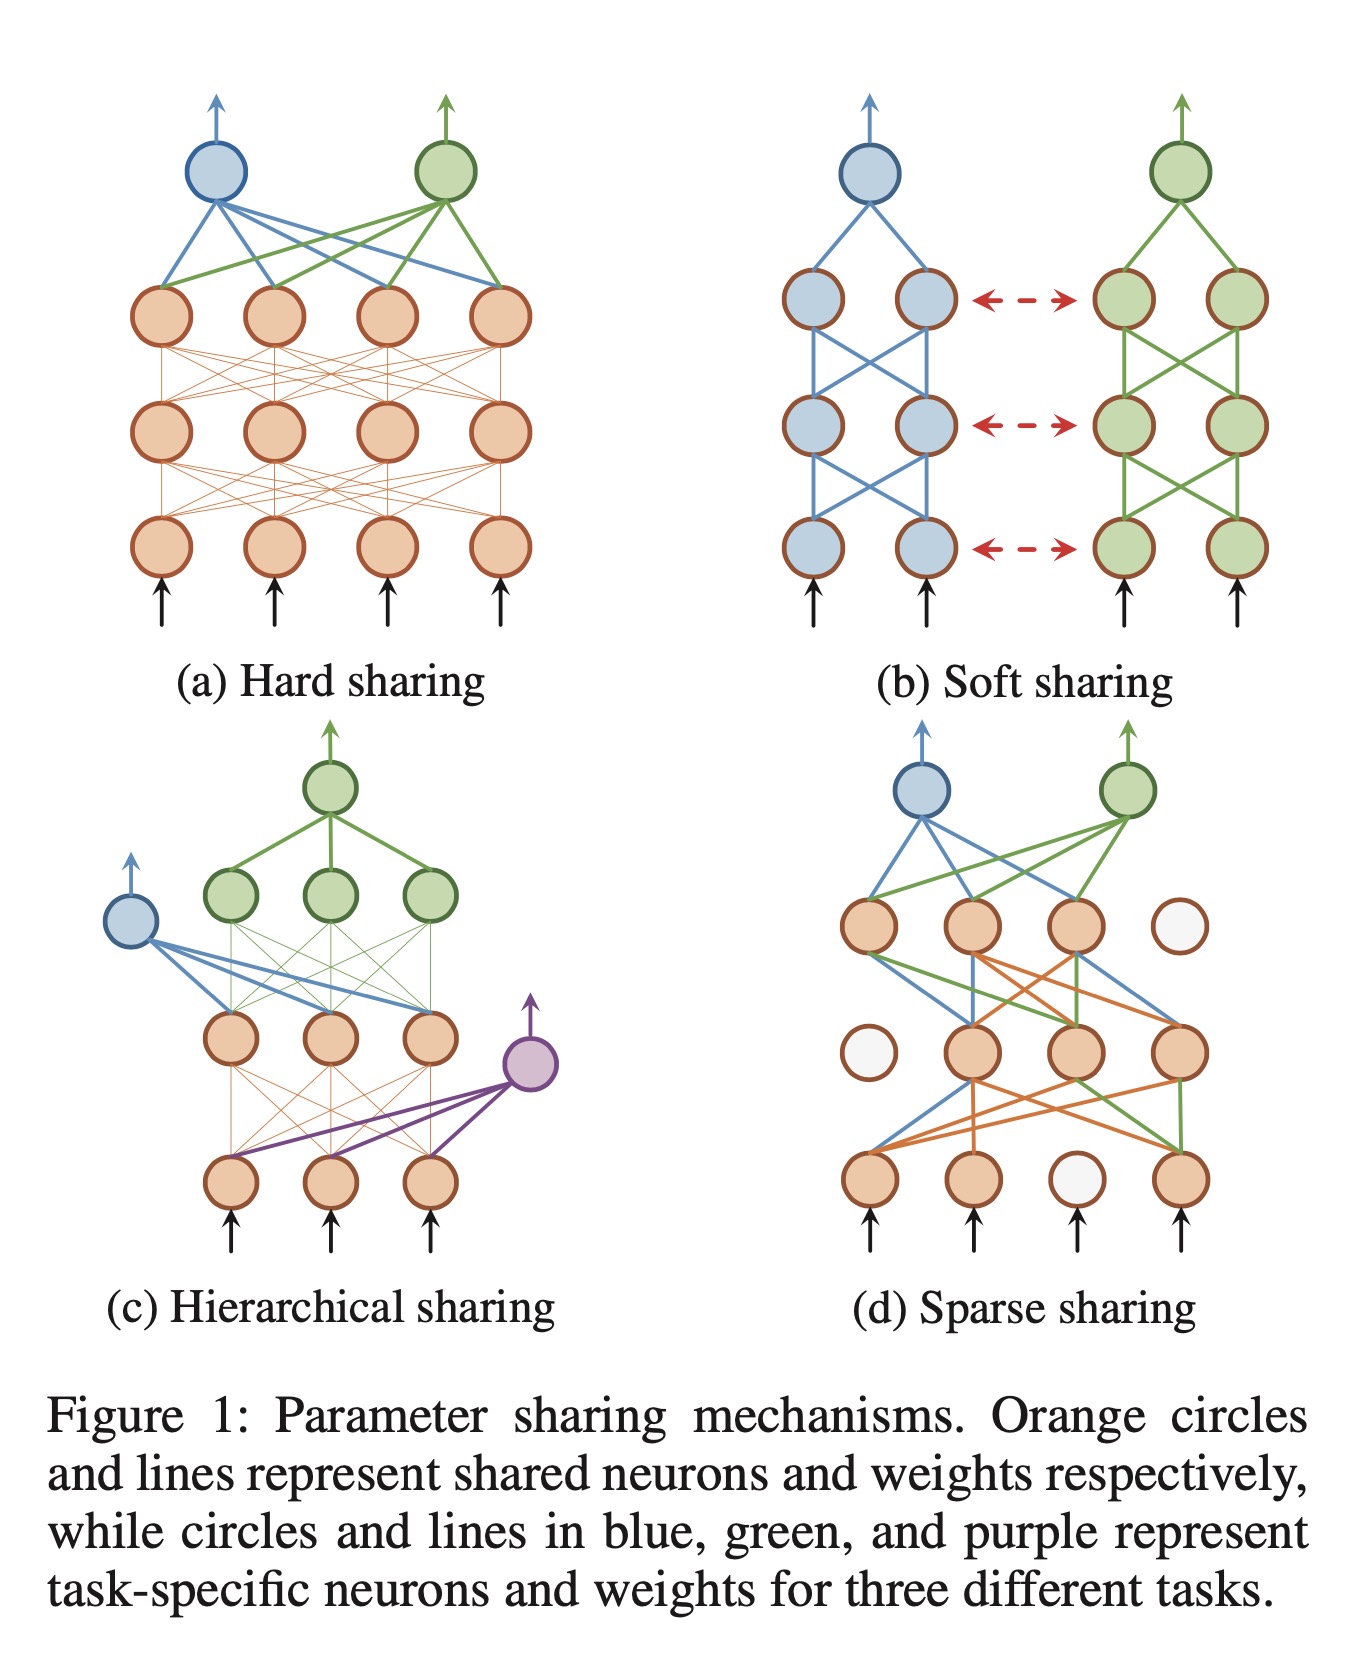 (a) Hard sharing
(b) Soft sharing
(c) Hierarchical sharing
(d) Sparse sharing
Figure 1: Parameter sharing mechanisms. Orange circles
and lines represent shared neurons and weights respectively,
while circles and lines in blue, green, and purple represent
task-specific neurons and weights for three different tasks.